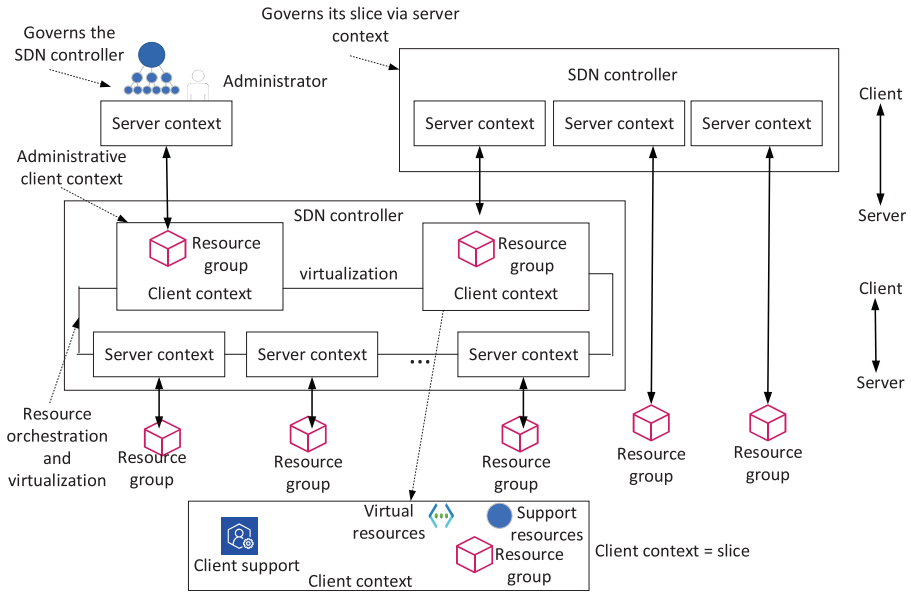 Governs the
SDN controller
Administrator
Governs its slice via server
context
SDN controller
Server context
Server context
Server context
Server context
Client
Server
Administrative
client context
SDN controller
Resource
group
Client context
virtualization
Resource
group
Client context
Server context
Server context
...
Server context
Client
Server
Resource
orchestration
and
virtualization
Resource
group
Resource
group
Resource
group
Resource
group
Resource
group
Client support
Virtual
resources
Support
resources
Resource
group
Client context
Client context = slice